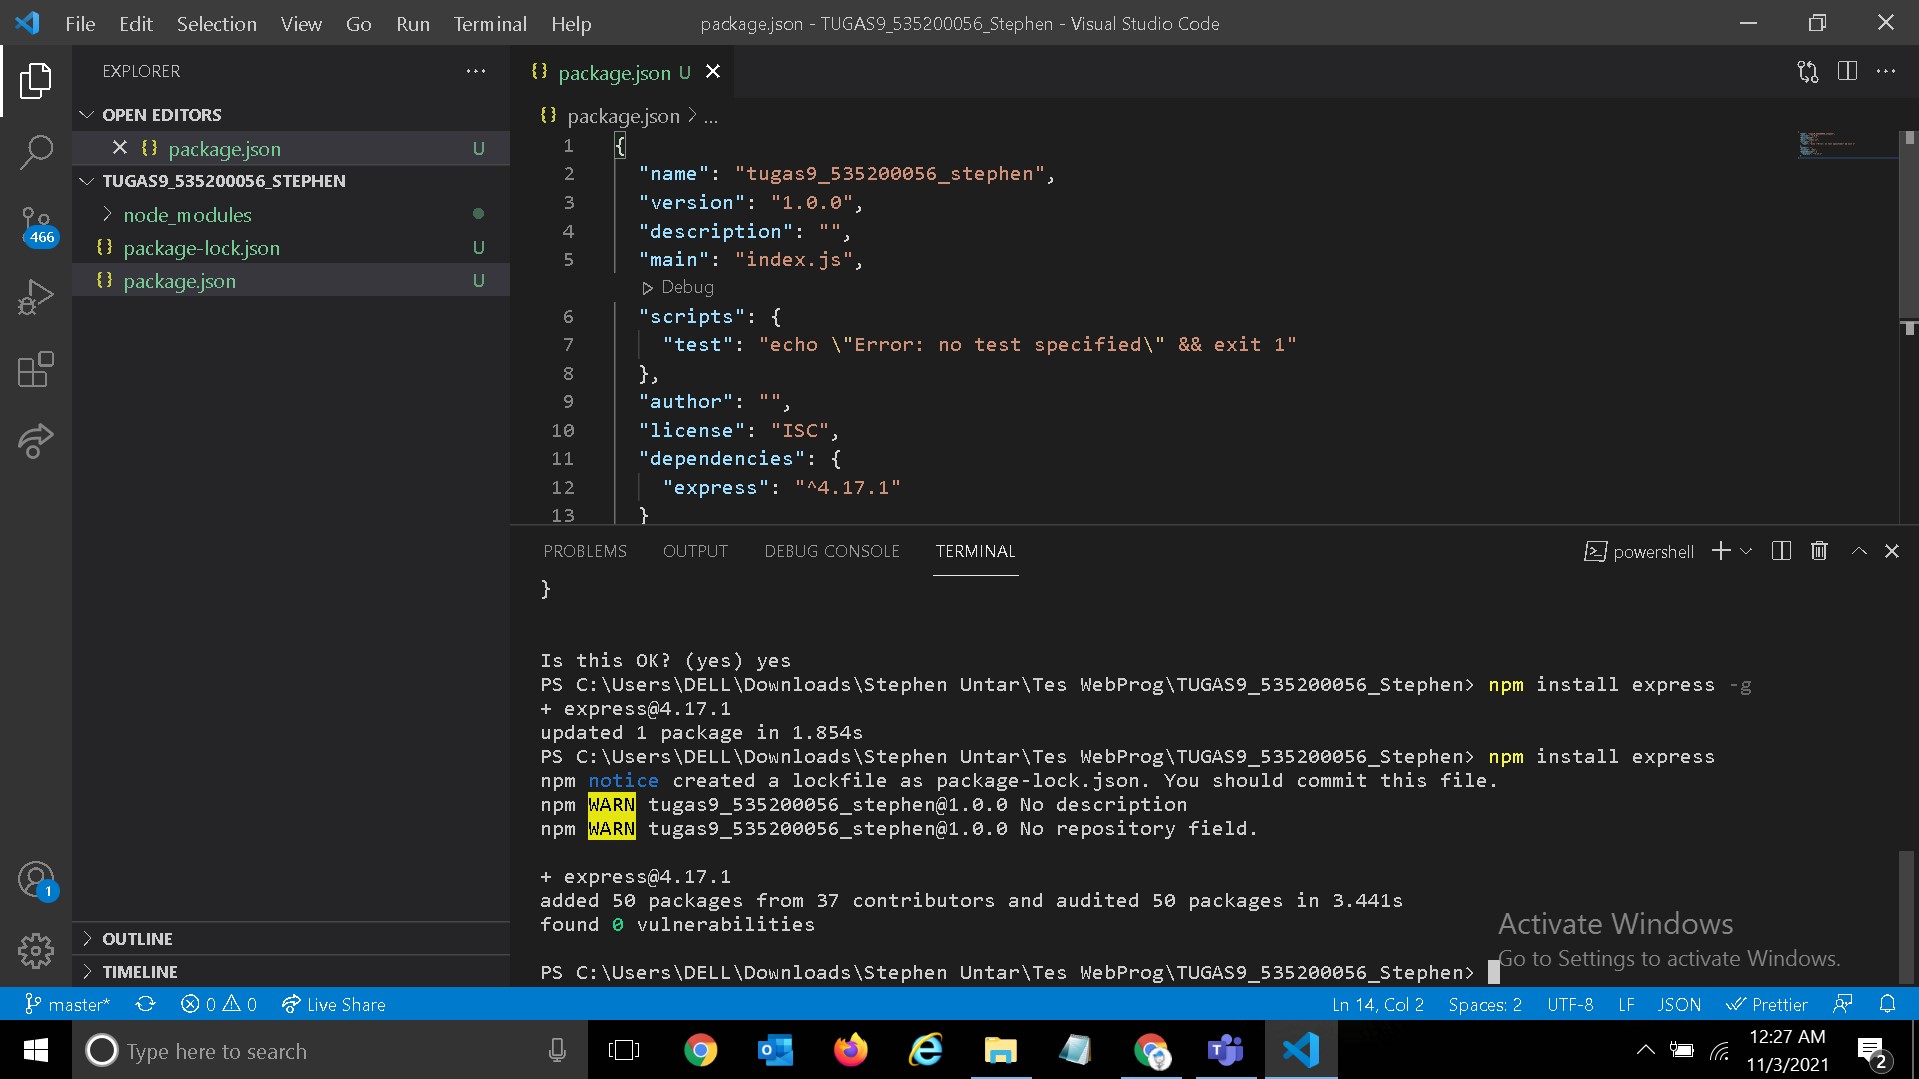 File Edit Selection View Go Run Terminal Help
package.json - TUGAS9_535200056_Stephen - Visual Studio Code
EXPLORER
OPEN EDITORS
package.json U
TUGAS9_535200056_STEPHEN
node_modules
package-lock.json U
package.json U
466
1
OUTLINE
TIMELINE
package.json U
package.json > ...
1 {
2 "name": "tugas9_535200056_stephen",
3 "version": "1.0.0",
4 "description": "",
5 "main": "index.js",
Debug
6 "scripts": {
7 "test": "echo \"Error: no test specified\" && exit 1"
8 },
9 "author": "",
10 "license": "ISC",
11 "dependencies": {
12 "express": "^4.17.1"
13 }
PROBLEMS OUTPUT DEBUG CONSOLE TERMINAL
powershell
}
Is this OK? (yes) yes
PS C:\Users\DELL\Downloads\Stephen Untar\Tes WebProg\TUGAS9_535200056_Stephen> npm install express -g
+ express@4.17.1
updated 1 package in 1.854s
PS C:\Users\DELL\Downloads\Stephen Untar\Tes WebProg\TUGAS9_535200056_Stephen> npm install express
npm notice created a lockfile as package-lock.json. You should commit this file.
npm WARN tugas9_535200056_stephen@1.0.0 No description
npm WARN tugas9_535200056_stephen@1.0.0 No repository field.
+ express@4.17.1
added 50 packages from 37 contributors and audited 50 packages in 3.441s
found 0 vulnerabilities
PS C:\Users\DELL\Downloads\Stephen Untar\Tes WebProg\TUGAS9_535200056_Stephen>
Activate Windows
Go to Settings to activate Windows.
master* 0 0 Live Share
Ln 14, Col 2 Spaces: 2 UTF-8 LF JSON Prettier
Type here to search
12:27 AM
11/3/2021
2